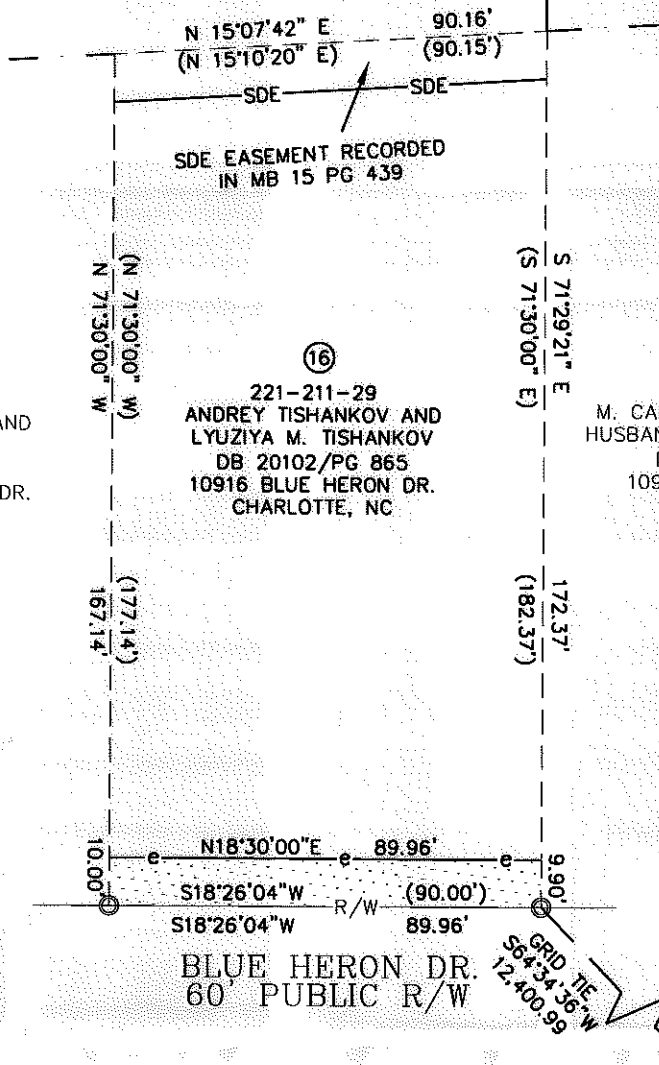 N 15°07'42" E 90.16'
(N 15°10'20" E) (90.15')
SDE SDE
SDE EASEMENT RECORDED
IN MB 15 PG 439
(N 71°30'00" W)
N 71°30'00" W
S 71°29'21" E
(S 71°30'00" E)
16
221-211-29
ANDREY TISHANKOV AND
LYUZIYA M. TISHANKOV
DB 20102/PG 865
10916 BLUE HERON DR.
CHARLOTTE, NC
AND
DR.
M. CA
HUSBAN
109
(177.14')
167.14'
172.37'
(182.37')
10.00'
N18°30'00"E 89.96'
e e e
9.90'
S18°26'04"W (90.00')
R/W
S18°26'04"W 89.96'
BLUE HERON DR.
60' PUBLIC R/W
GRID TIE
S64°34'36"W
12,400.99